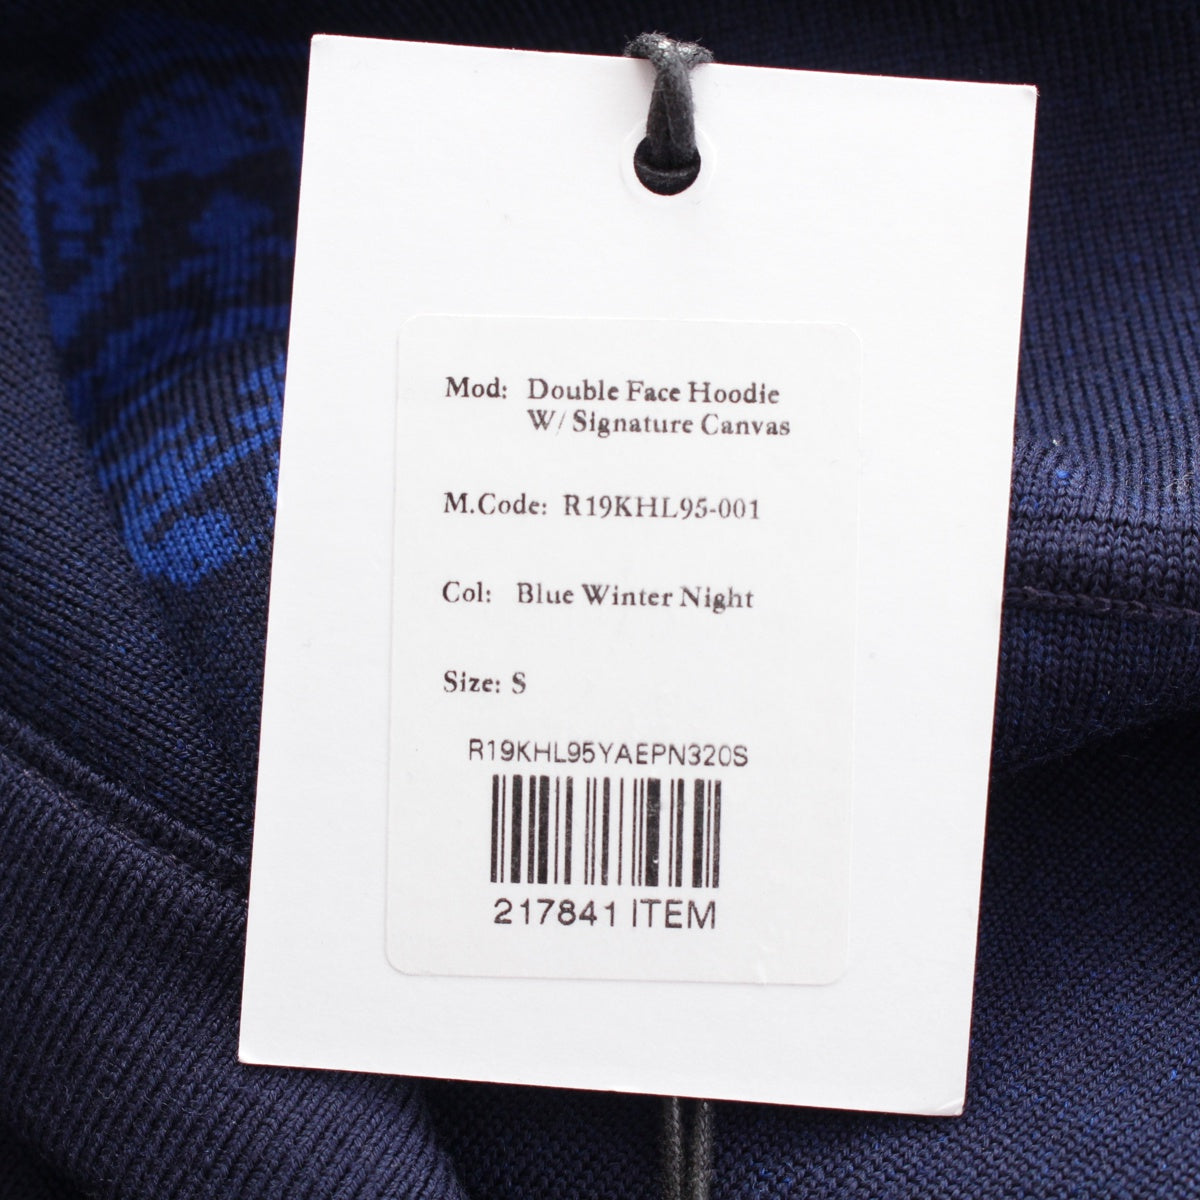 Mod: Double Face Hoodie
W/ Signature Canvas
M.Code: R19KHL95-001
Col: Blue Winter Night
Size: S
R19KHL95YAEPN320S
217841 ITEM